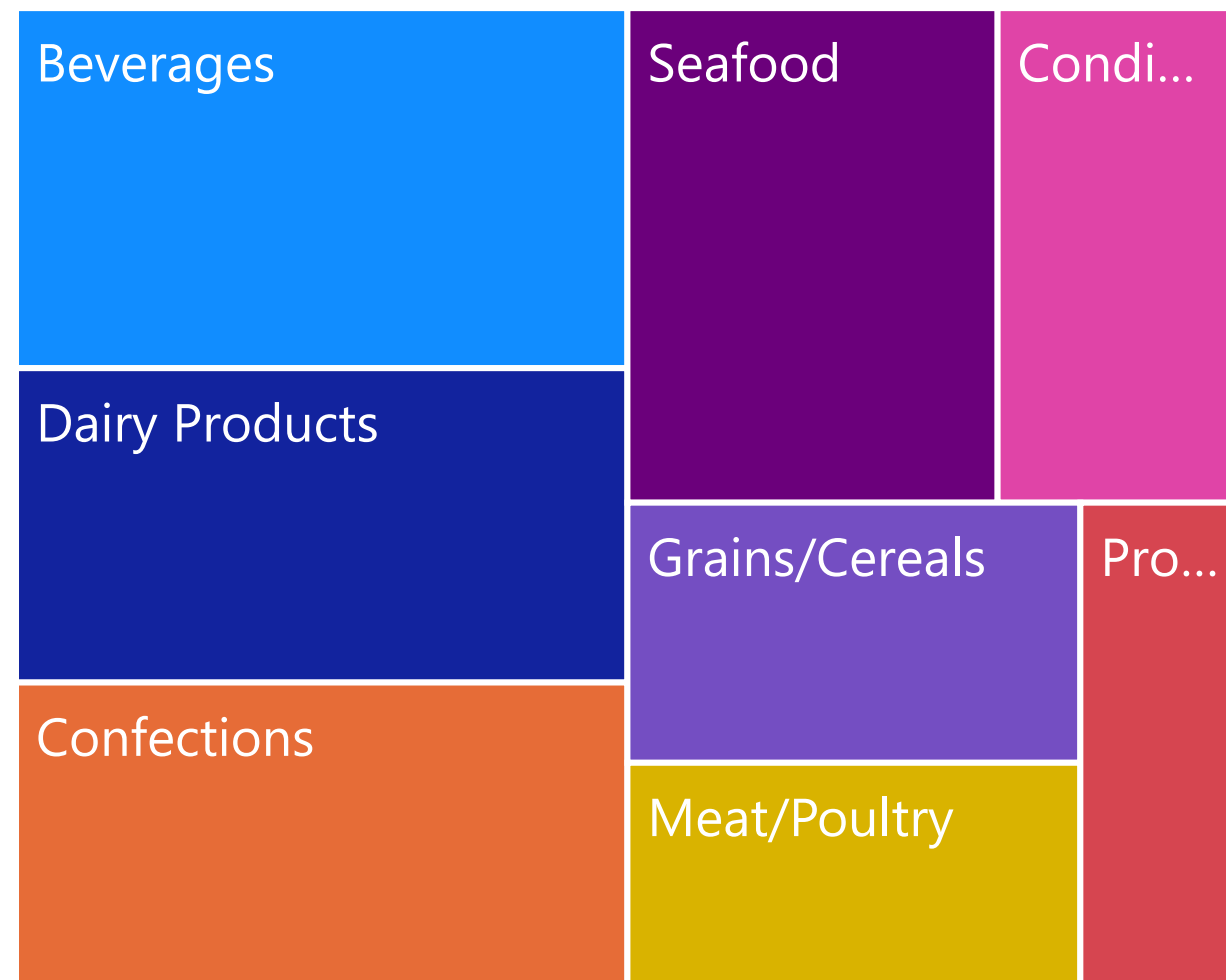 Beverages
Seafood
Condi...
Dairy Products
Grains/Cereals
Pro...
Confections
Meat/Poultry